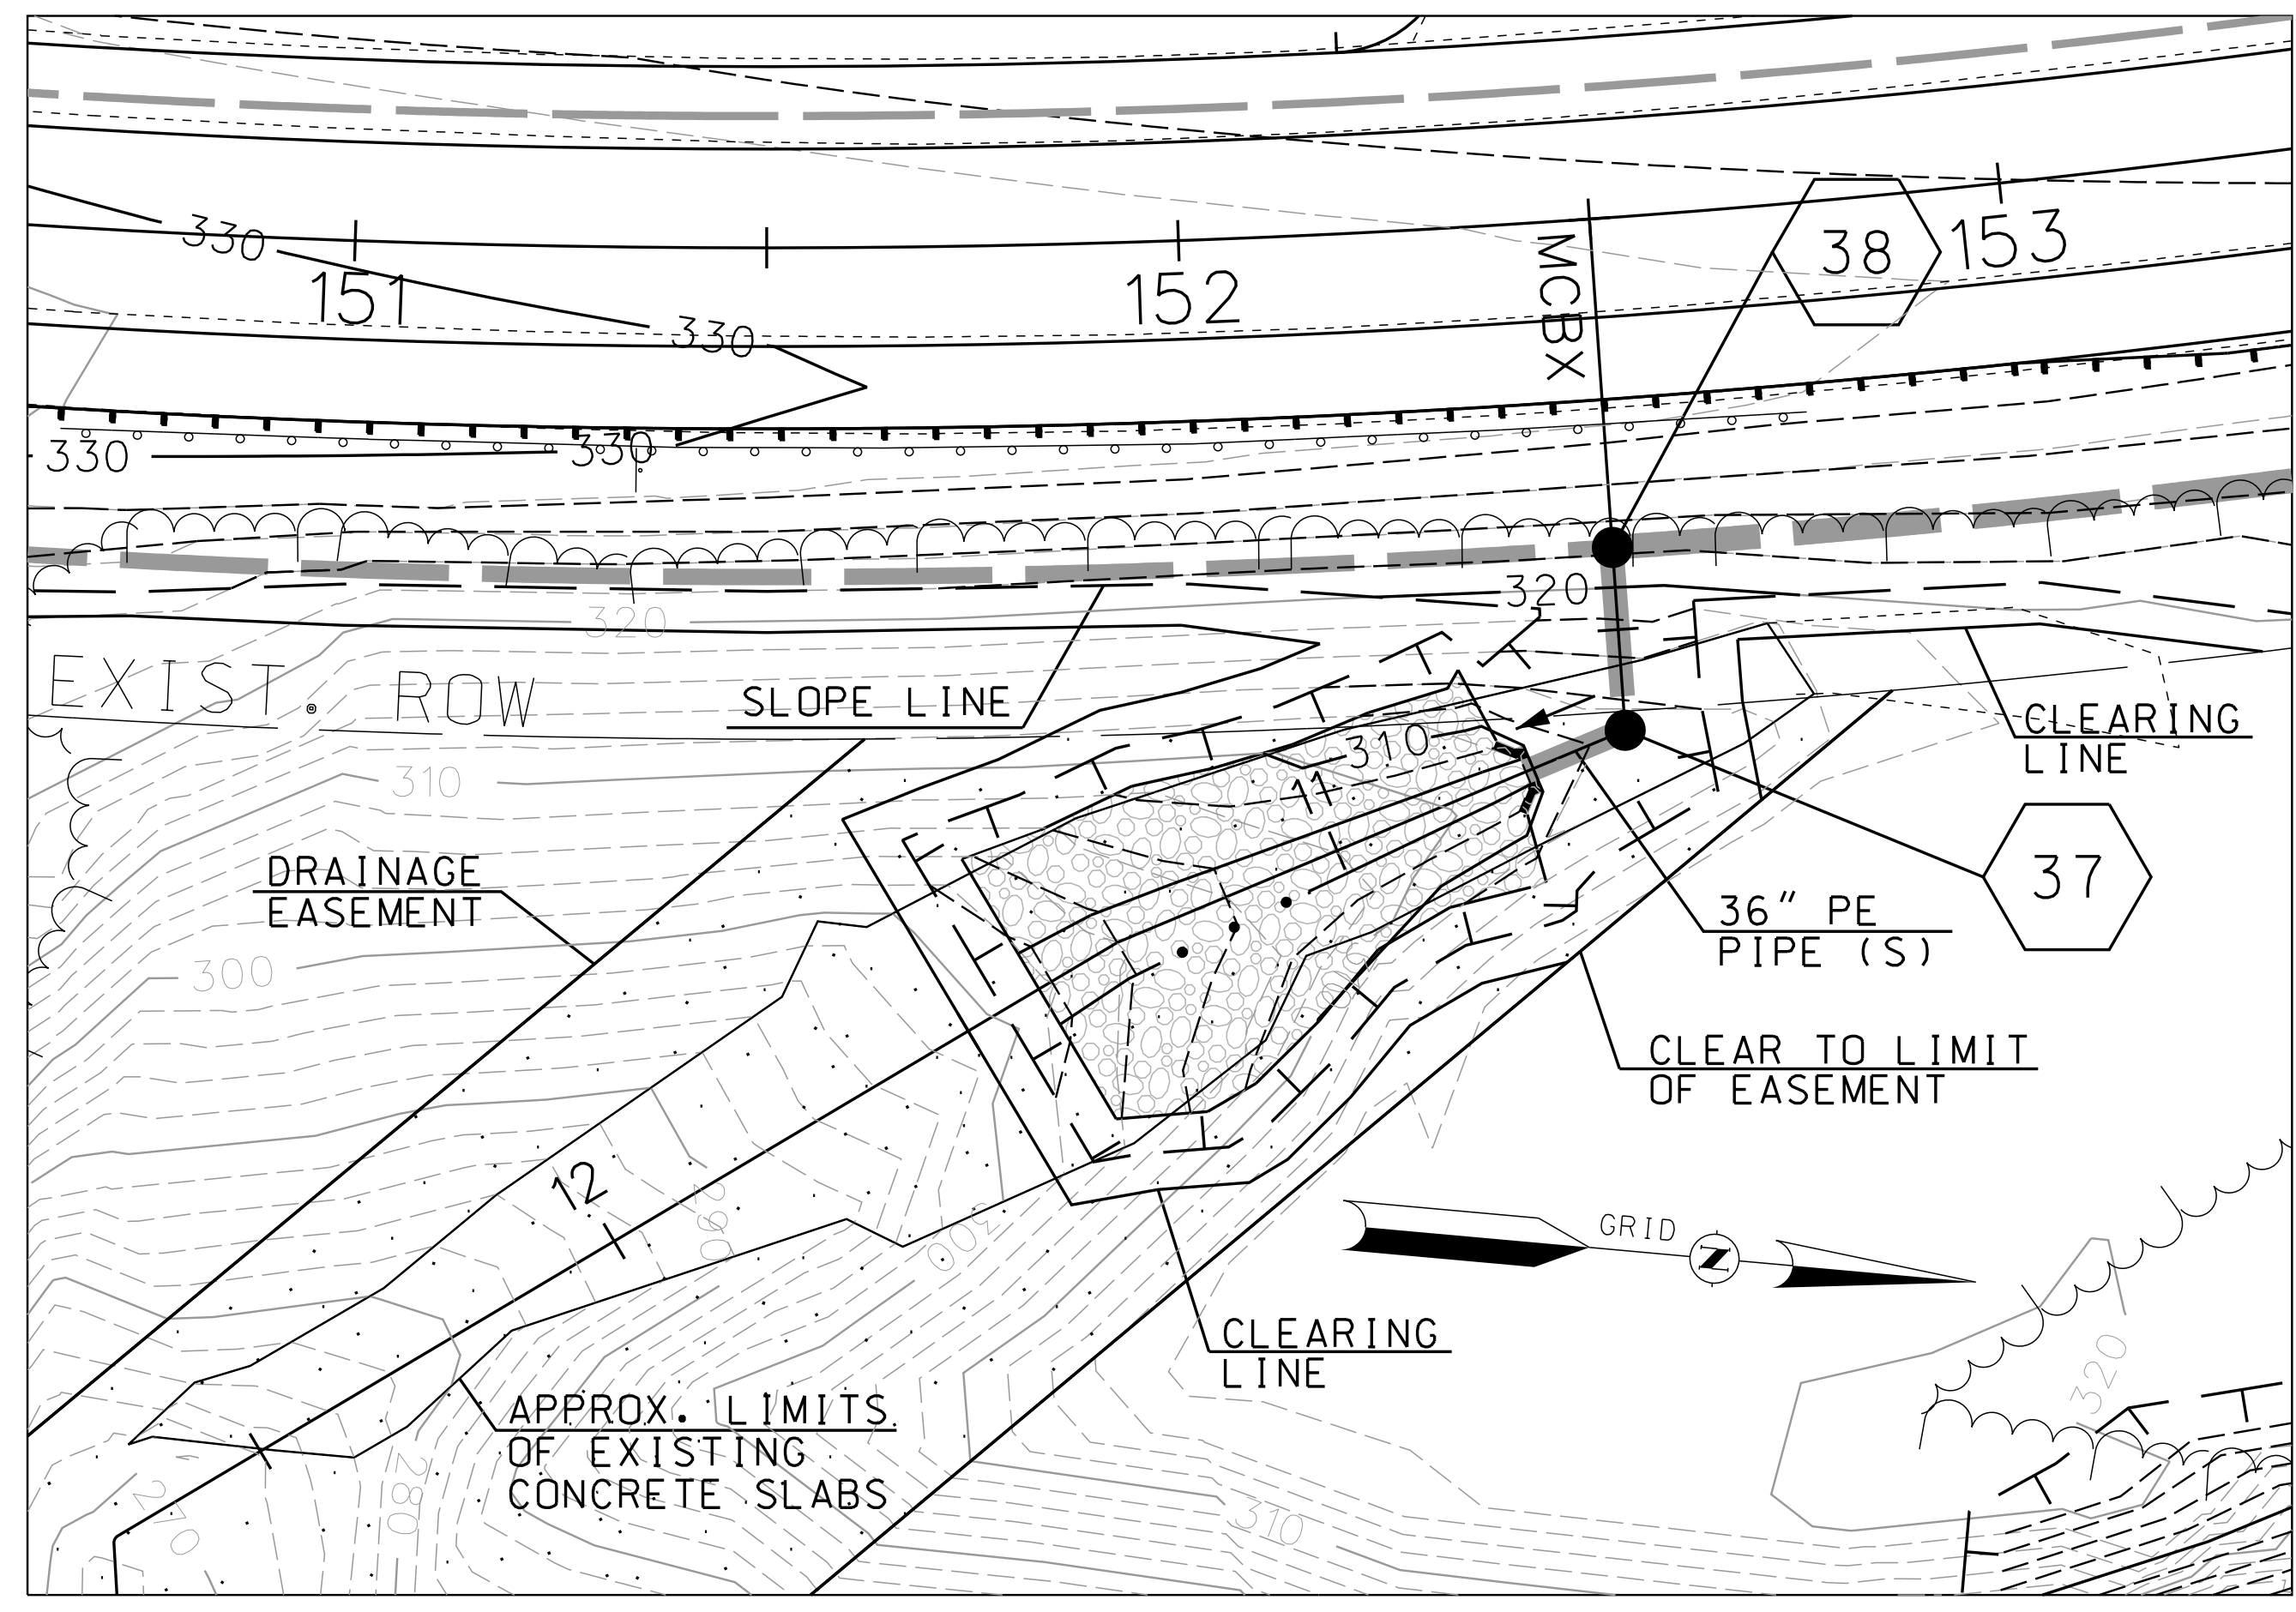 330
151
152
153
38
MCBX
330
330
330
320
320
EXIST. ROW
SLOPE LINE
CLEARING
LINE
310
310
11
DRAINAGE
EASEMENT
37
36" PE
PIPE (S)
300
CLEAR TO LIMIT
OF EASEMENT
12
290
300
GRID
N
CLEARING
LINE
320
APPROX. LIMITS
OF EXISTING
CONCRETE SLABS
270
280
310